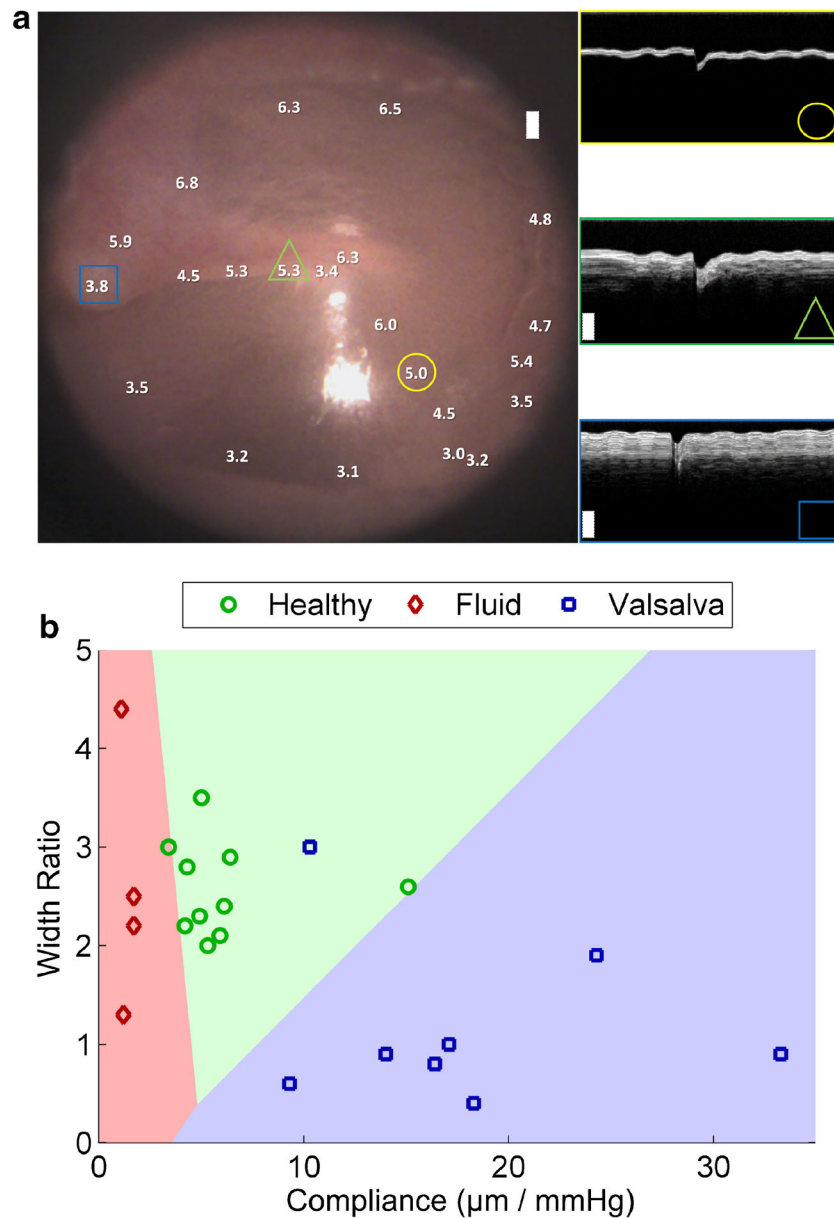 a
6.3 6.5
6.8
4.8
5.9
6.3
3.8 4.5 5.3 5.3 3.4
6.0
4.7
5.4
5.0
3.5 3.5
4.5
3.2 3.0 3.2
3.1
Healthy Fluid Valsalva
b
5
4
3
2
1
0
Width Ratio
0 10 20 30
Compliance (µm / mmHg)